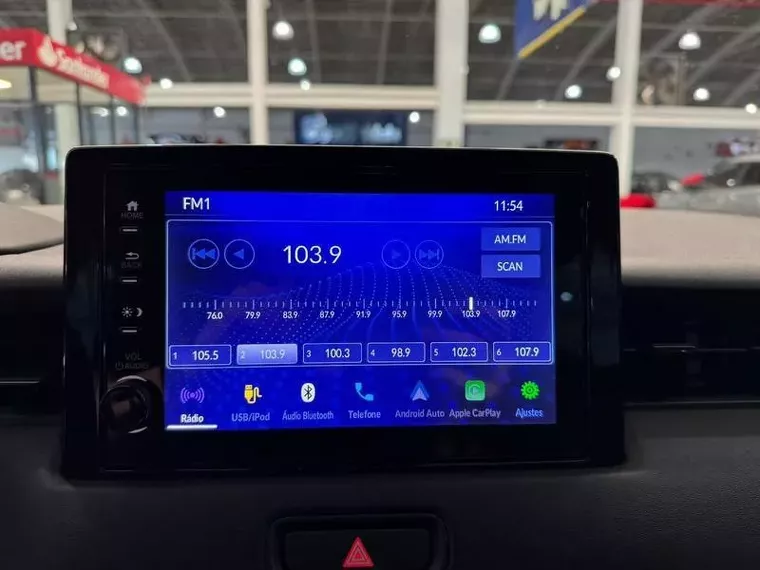 Santander
FM1
11:54
HOME
BACK
VOL
AUDIO
103.9
AM.FM
SCAN
76.0 79.9 83.9 87.9 91.9 95.9 99.9 103.9 107.9
1 105.5 2 103.9 3 100.3 4 98.9 5 102.3 6 107.9
Rádio USB/iPod Áudio Bluetooth Telefone Android Auto Apple CarPlay Ajustes